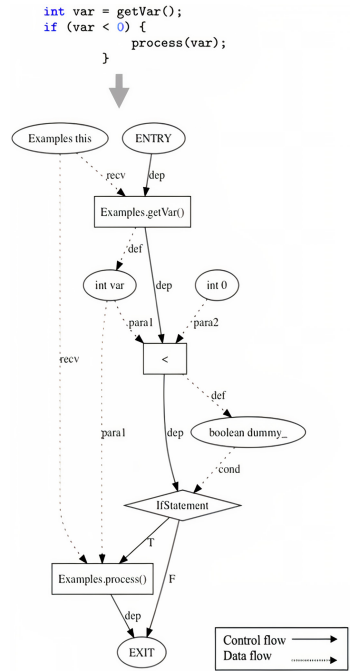 int var = getVar();
if (var < 0) {
process(var);
}
Examples this
ENTRY
recv
dep
Examples.getVar()
def
int var
dep
int 0
para1
para2
<
recv
def
para1
dep
boolean dummy_
cond
IfStatement
T
F
Examples.process()
dep
EXIT
Control flow
Data flow